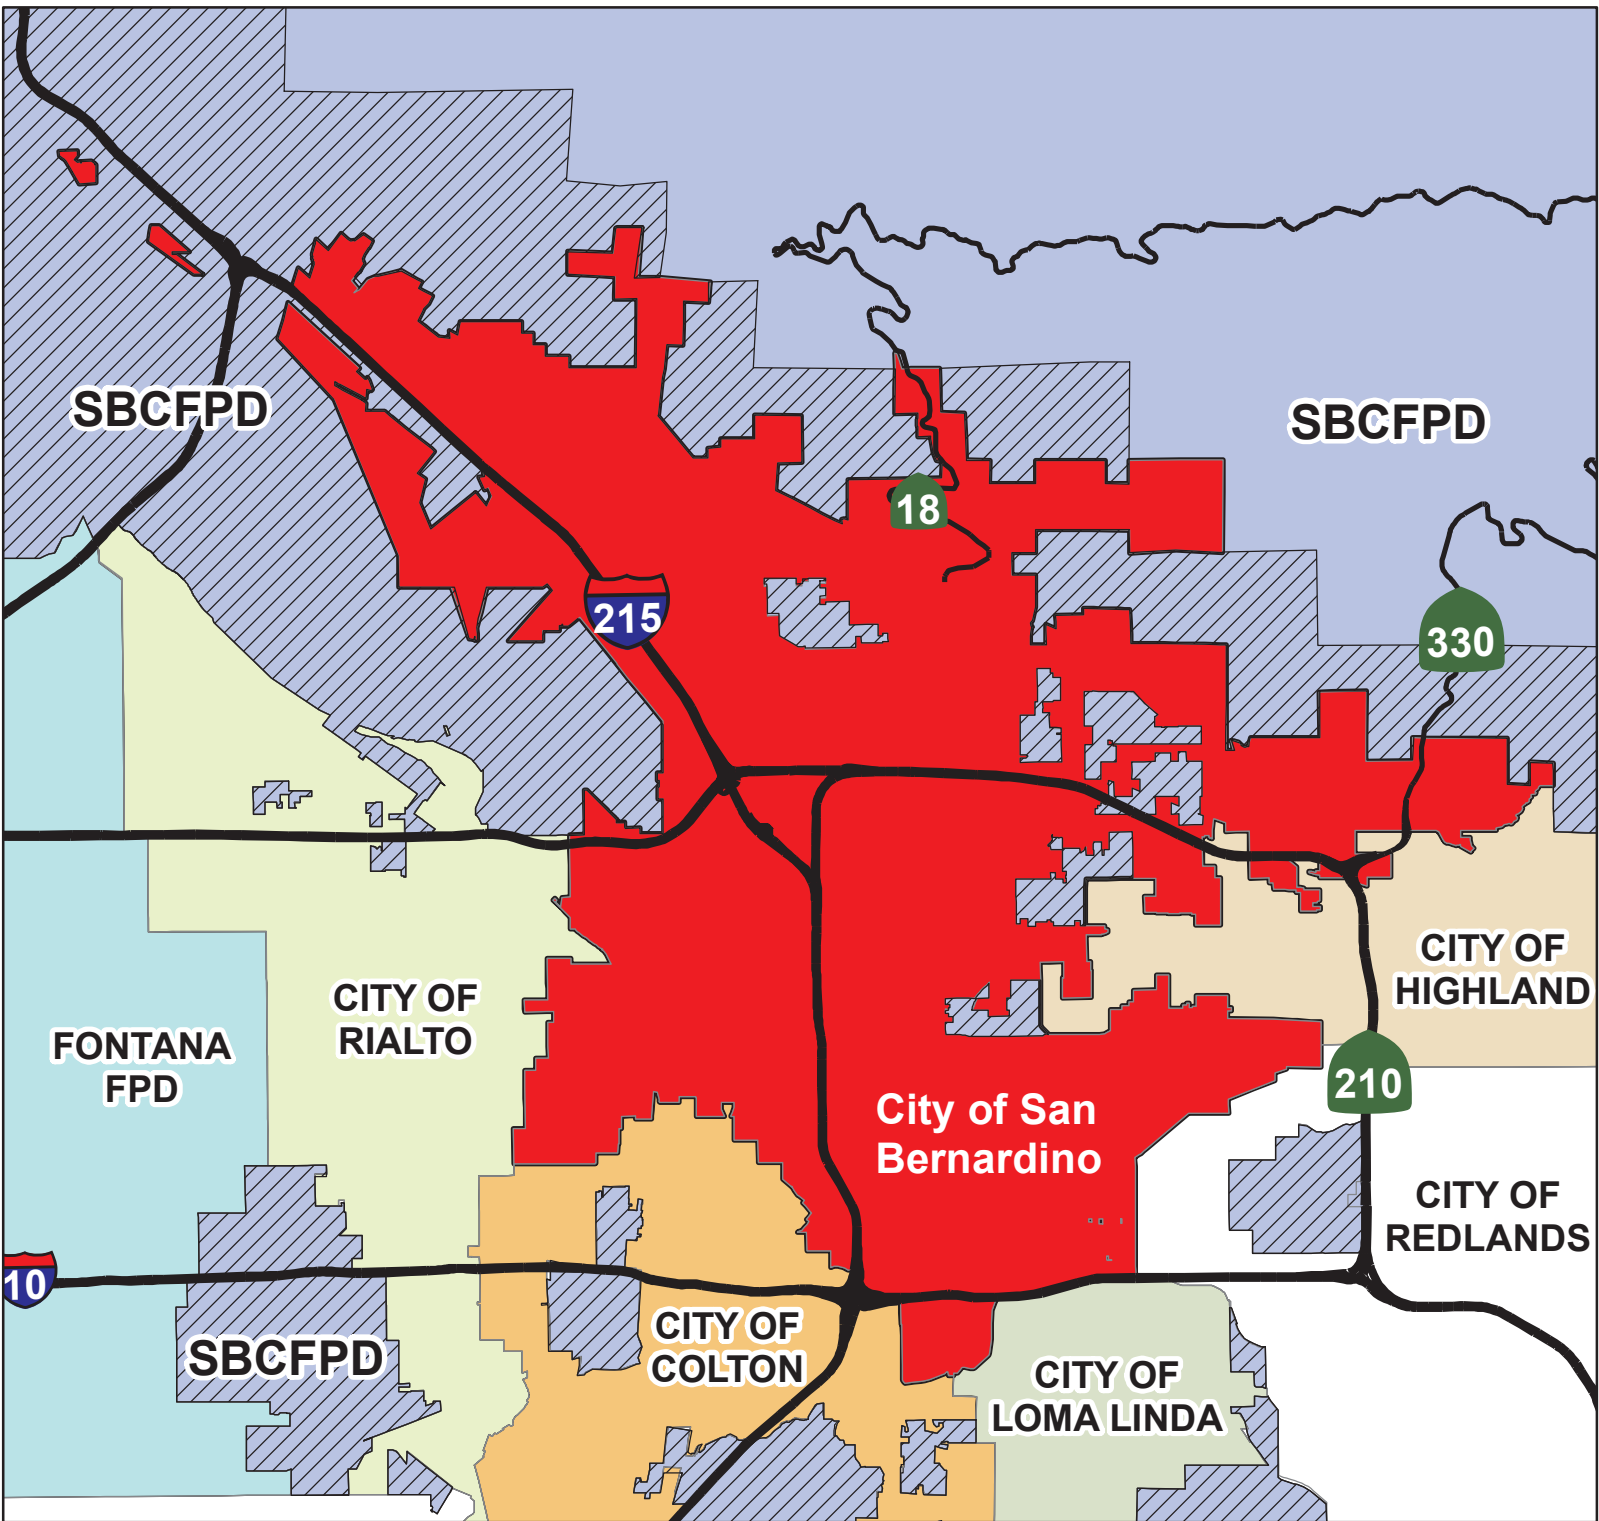 SBCFPD
SBCFPD
18
215
330
CITY OF
HIGHLAND
CITY OF
RIALTO
FONTANA
FPD
210
City of San
Bernardino
CITY OF
REDLANDS
10
SBCFPD
CITY OF
COLTON
CITY OF
LOMA LINDA